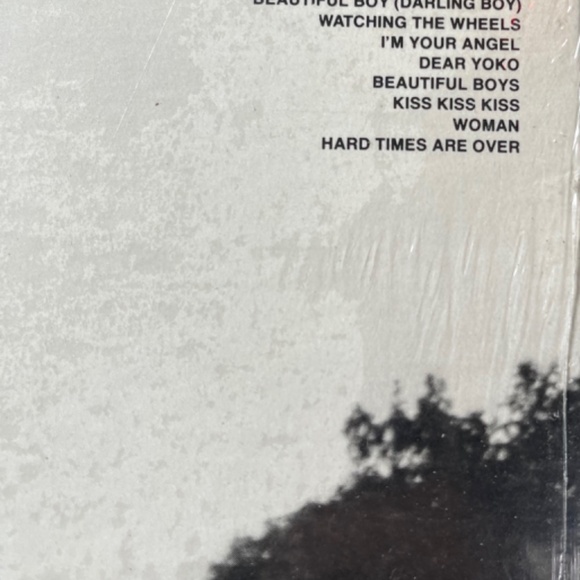 BEAUTIFUL BOY (DARLING BOY)
WATCHING THE WHEELS
I'M YOUR ANGEL
DEAR YOKO
BEAUTIFUL BOYS
KISS KISS KISS
WOMAN
HARD TIMES ARE OVER